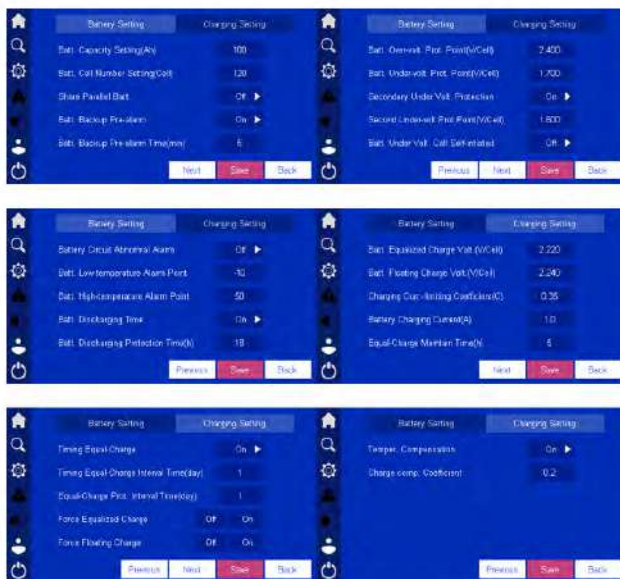 Battery Setting Charging Setting
Batt. Capacity Setting(Ah) 100
Batt. Cell Number Setting(Cell) 120
Share Parallel Batt Off
Batt. Backup Pre-alarm On
Batt. Backup Pre-alarm Time(min) 5
Next Save Back
Battery Setting Charging Setting
Batt. Over-volt. Prot. Point(V/Cell) 2.400
Batt. Under-volt. Prot. Point(V/Cell) 1.700
Secondary Under Volt. Protection On
Second Under-volt Prot.Point(V/Cell) 1.600
Batt. Under Volt. Self-initiated Off
Previous Next Save Back
Battery Setting Charging Setting
Battery Circuit Abnormal Alarm Off
Batt. Low-temperature Alarm Point -10
Batt. High-temperature Alarm Point 50
Batt. Discharging Time On
Batt. Discharging Protection Time(h) 18
Previous Save Back
Battery Setting Charging Setting
Batt. Equalized Charge Volt.(V/Cell) 2.220
Batt. Floating Charge Volt.(V/Cell) 2.240
Charging Curr.-limiting Coefficient(C)
Battery Charging Current(A)
Equal-Charge Maintain Time(h)
Next Save Back
Battery Setting Charging Setting
Timing Equal-Charge On
Timing Equal-Charge Interval Time(day) 1
Equal-Charge Prot. Interval Time(day) 1
Force Equalized Charge Off On
Force Floating Charge Off On
Previous Next Save Back
Battery Setting Charging Setting
Temper. Compensation On
Charge comp. Coefficient 0.2
Previous Save Back